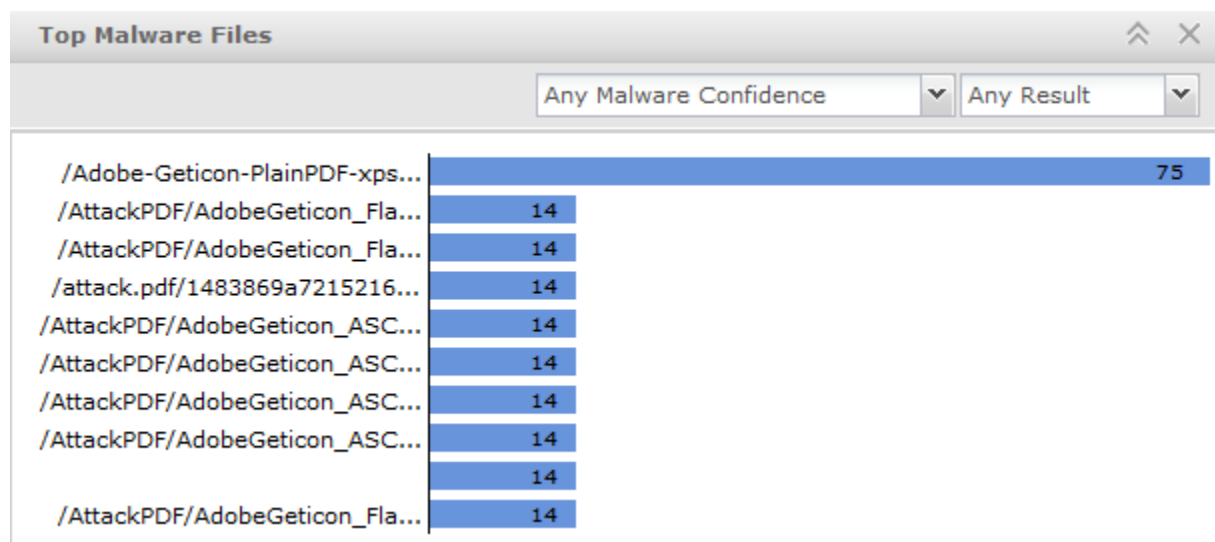 Top Malware Files
Any Malware Confidence Any Result
/Adobe-Geticon-PlainPDF-xps... 75
/AttackPDF/AdobeGeticon_Fla... 14
/AttackPDF/AdobeGeticon_Fla... 14
/attack.pdf/1483869a7215216... 14
/AttackPDF/AdobeGeticon_ASC... 14
/AttackPDF/AdobeGeticon_ASC... 14
/AttackPDF/AdobeGeticon_ASC... 14
/AttackPDF/AdobeGeticon_ASC... 14
14
/AttackPDF/AdobeGeticon_Fla... 14